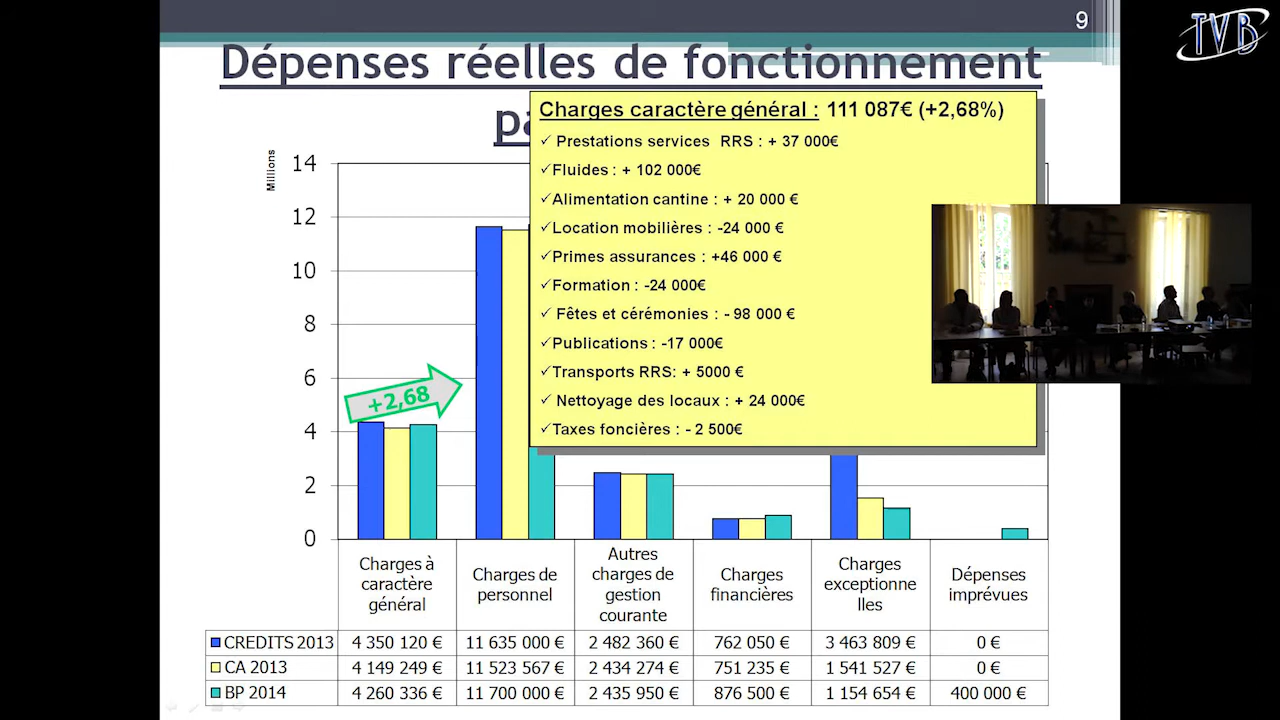 9
TVB
Dépenses réelles de fonctionnement
pa
Charges caractère général : 111 087€ (+2,68%)
✓ Prestations services RRS : + 37 000€
✓Fluides : + 102 000€
✓Alimentation cantine : + 20 000 €
✓Location mobilières : -24 000 €
✓Primes assurances : +46 000 €
✓Formation : -24 000€
✓ Fêtes et cérémonies : - 98 000 €
✓Publications : -17 000€
✓Transports RRS: + 5000 €
✓ Nettoyage des locaux : + 24 000€
✓Taxes foncières : - 2 500€
Millions
14
12
10
8
6
4
2
0
+2,68
Charges à
caractère
général
Charges de
personnel
Autres
charges de
gestion
courante
Charges
financières
Charges
exceptionne
lles
Dépenses
imprévues
CREDITS 2013 4 350 120 € 11 635 000 € 2 482 360 € 762 050 € 3 463 809 € 0 €
CA 2013 4 149 249 € 11 523 567 € 2 434 274 € 751 235 € 1 541 527 € 0 €
BP 2014 4 260 336 € 11 700 000 € 2 435 950 € 876 500 € 1 154 654 € 400 000 €